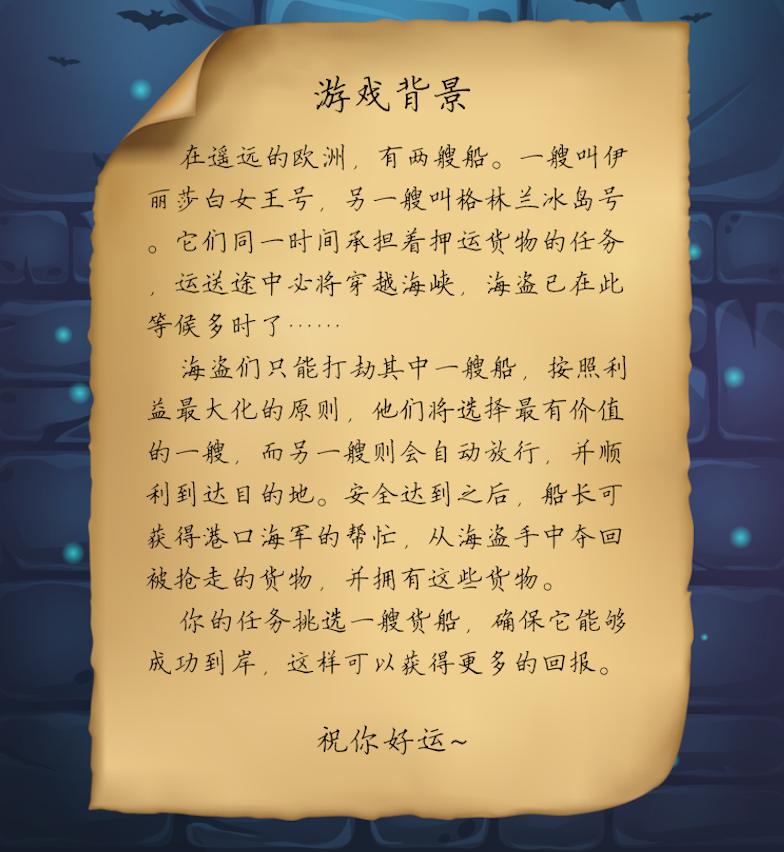 游戏背景
在遥远的欧洲，有两艘船。一艘叫伊
丽莎白女王号，另一艘叫格林兰冰岛号
。它们同一时间承担着押运货物的任务
，运送途中必将穿越海峡，海盗已在此
等候多时了……
海盗们只能打劫其中一艘船，按照利
益最大化的原则，他们将选择最有价值
的一艘，而另一艘则会自动放行，并顺
利到达目的地。安全达到之后，船长可
获得港口海军的帮忙，从海盗手中夺回
被抢走的货物，并拥有这些货物。
你的任务挑选一艘货船，确保它能够
成功到岸，这样可以获得更多的回报。
祝你好运~